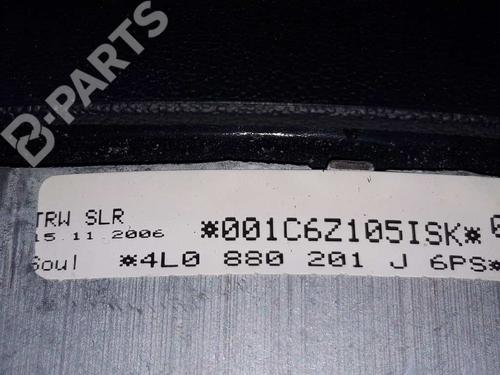 B-PARTS
TRW SLR
15 11 2006
*001C6Z105ISK*
Soul
*4L0 880 201 J 6PS*